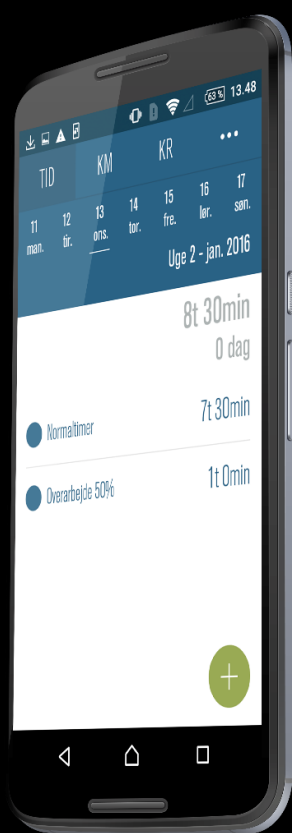 63% 13.48
TID KM KR
11 12 13 14 15 16 17
man. tir. ons. tor. fre. lør. søn.
Uge 2 - jan. 2016
8t 30min
0 dag
Normaltimer 7t 30min
Overarbejde 50% 1t 0min